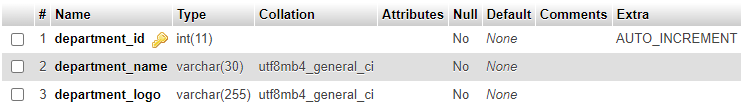 # Name Type Collation Attributes Null Default Comments Extra
1 department_id int(11) No None AUTO_INCREMENT
2 department_name varchar(30) utf8mb4_general_ci No None
3 department_logo varchar(255) utf8mb4_general_ci No None